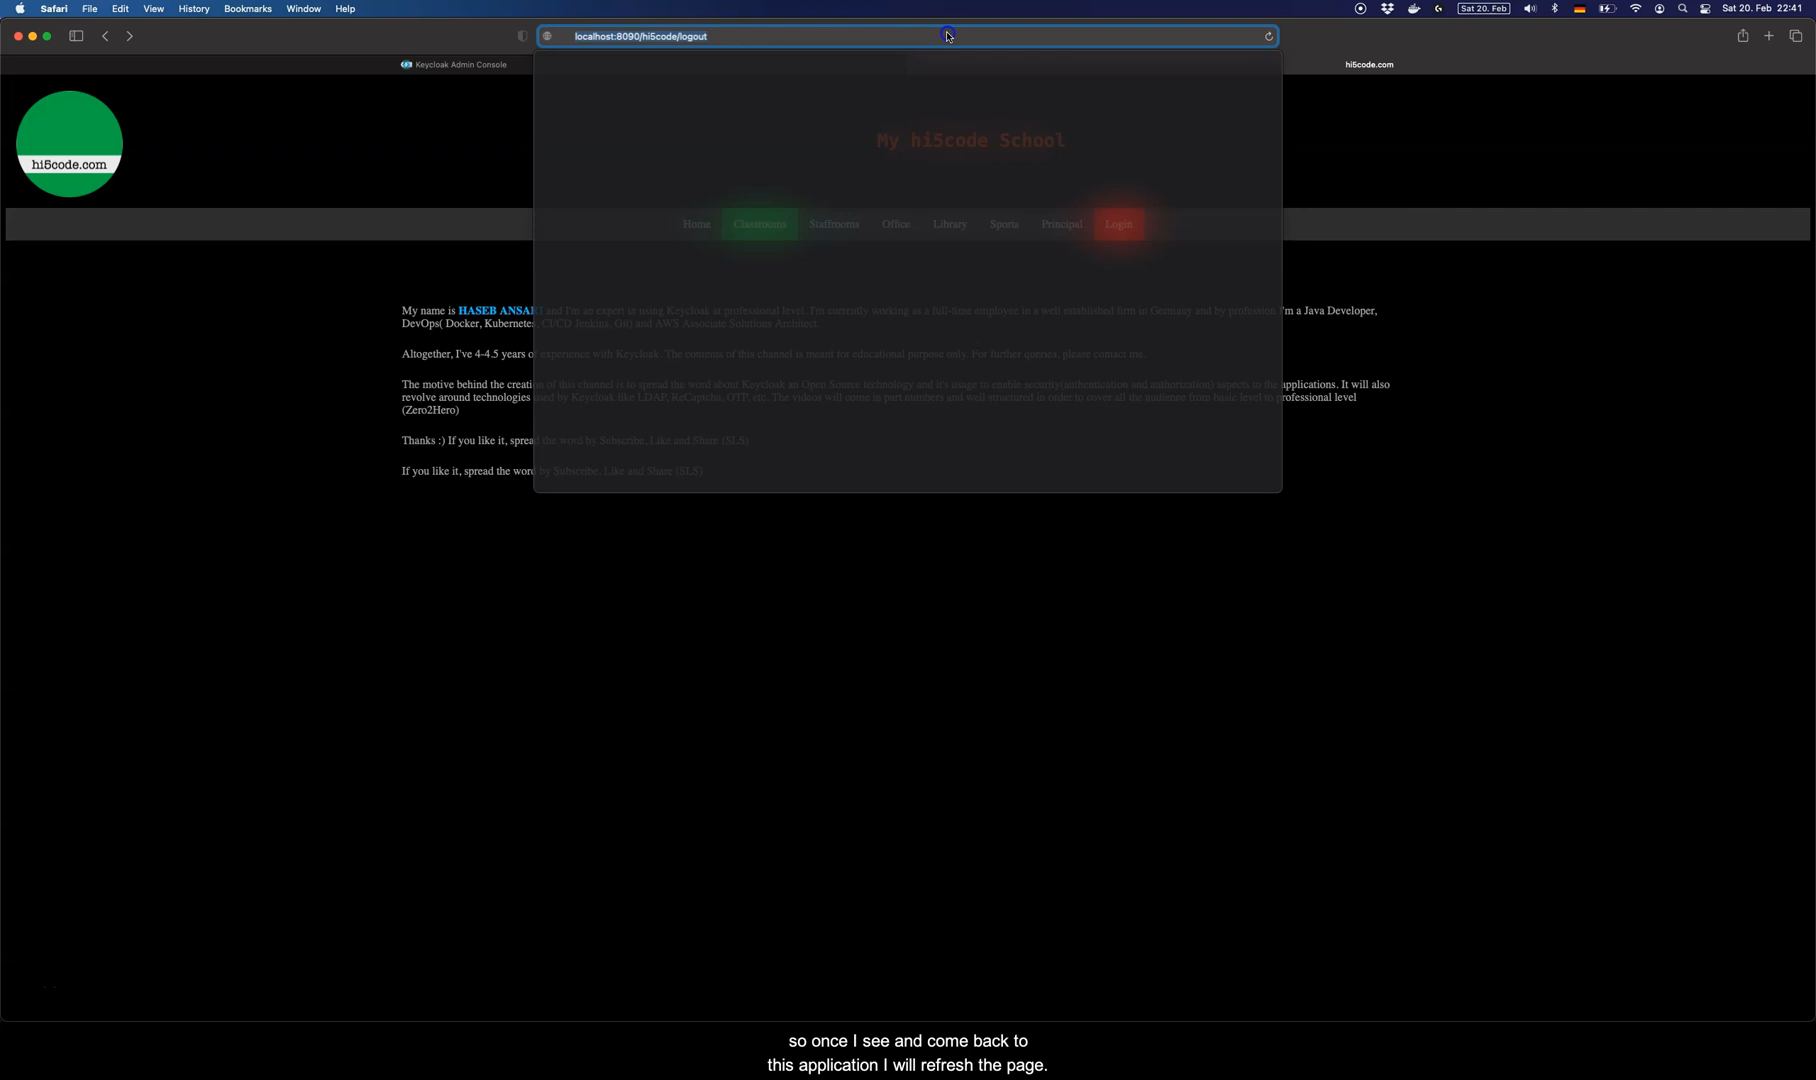 Safari File Edit View History Bookmarks Window Help Sat 20. Feb Sat 20. Feb 22:41
localhost:8090/hi5code/logout
Keycloak Admin Console hi5code.com
hi5code.com
My hi5code School
Home Classrooms Staffrooms Office Library Sports Principal Login
My name is HASEB ANSARI and I'm an expert in using Keycloak at professional level. I'm currently working as a full-time employee in a well established firm in Germany and by profession I'm a Java Developer,
DevOps( Docker, Kubernetes, CI/CD Jenkins, Git) and AWS Associate Solutions Architect.
Altogether, I've 4-4.5 years of experience with Keycloak. The contents of this channel is meant for educational purpose only. For further queries, please contact me.
The motive behind the creation of this channel is to spread the word about Keycloak an Open Source technology and it's usage to enable security(authentication and authorization) aspects to the applications. It will also
revolve around technologies used by Keycloak like LDAP, ReCaptcha, OTP, etc. The videos will come in part numbers and well structured in order to cover all the audience from basic level to professional level
(Zero2Hero)
Thanks :) If you like it, spread the word by Subscribe, Like and Share (SLS)
If you like it, spread the word by Subscribe, Like and Share (SLS)
so once I see and come back to
this application I will refresh the page.